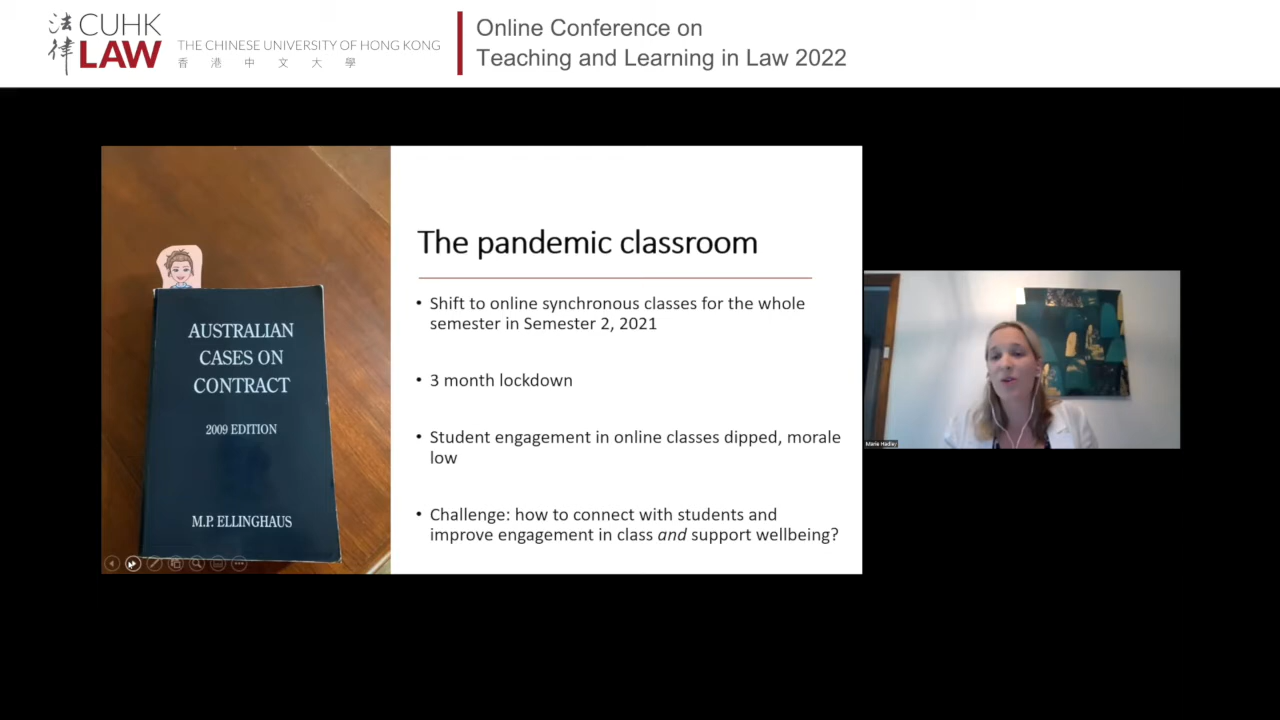 法律
CUHK
LAW
THE CHINESE UNIVERSITY OF HONG KONG
香 港 中 文 大 學
Online Conference on
Teaching and Learning in Law 2022
AUSTRALIAN
CASES ON
CONTRACT
2009 EDITION
M.P. ELLINGHAUS
The pandemic classroom
• Shift to online synchronous classes for the whole
semester in Semester 2, 2021
• 3 month lockdown
• Student engagement in online classes dipped, morale
low
• Challenge: how to connect with students and
improve engagement in class and support wellbeing?
Marie Hadley